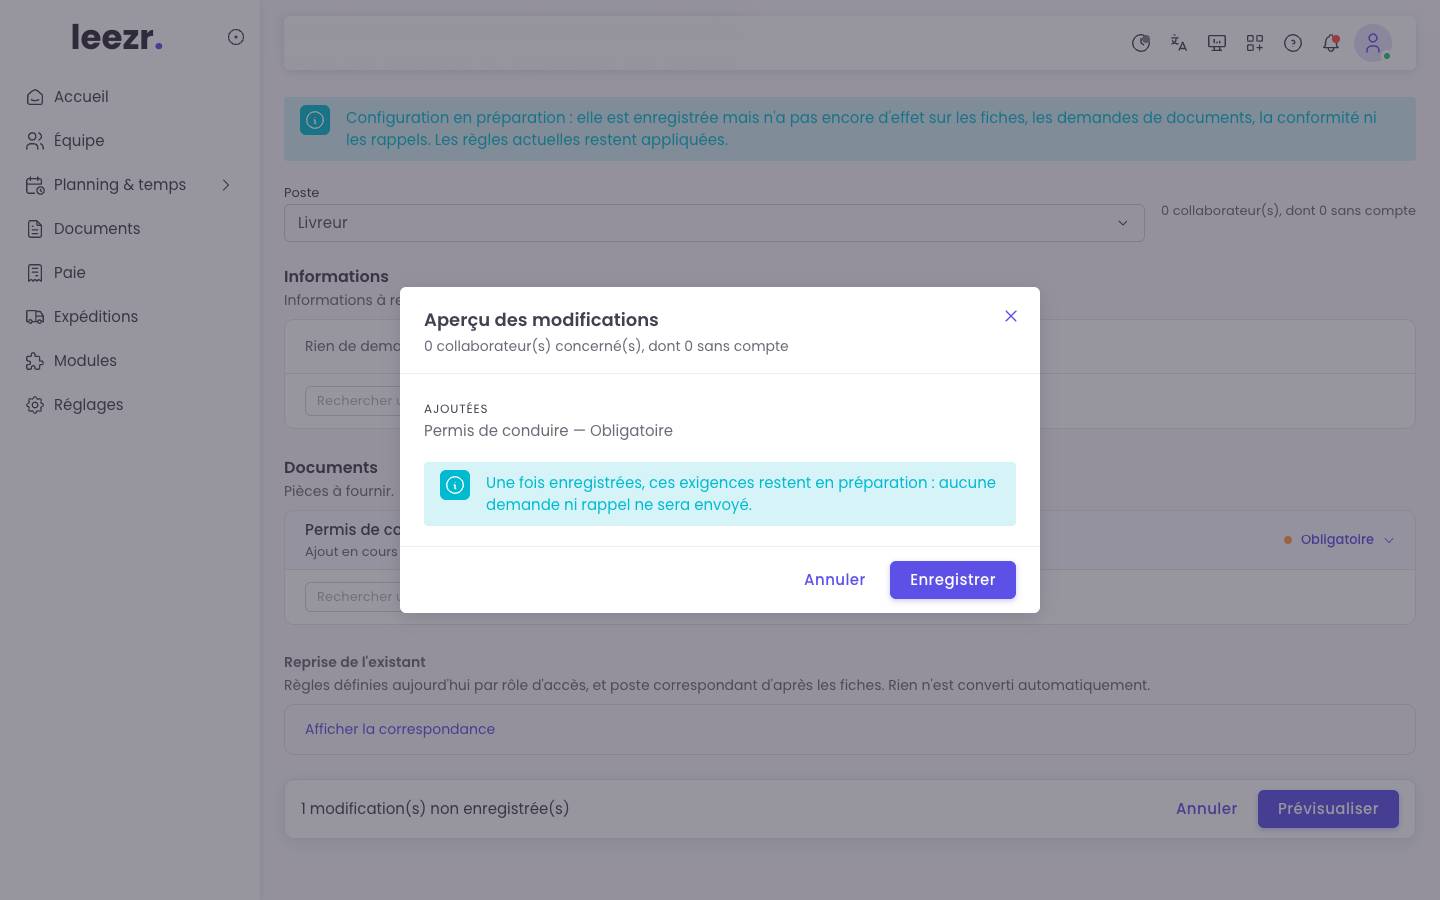 leezr.
Accueil
Équipe
Planning & temps
Documents
Paie
Expéditions
Modules
Réglages
Configuration en préparation : elle est enregistrée mais n'a pas encore d'effet sur les fiches, les demandes de documents, la conformité ni
les rappels. Les règles actuelles restent appliquées.
Poste
Livreur
0 collaborateur(s), dont 0 sans compte
Informations
Informations à
Rien de
Rechercher
Aperçu des modifications
0 collaborateur(s) concerné(s), dont 0 sans compte
AJOUTÉES
Permis de conduire — Obligatoire
Une fois enregistrées, ces exigences restent en préparation : aucune
demande ni rappel ne sera envoyé.
Annuler
Enregistrer
Documents
Pièces à fournir.
Permis de
Ajout en cours
Obligatoire
Rechercher
Reprise de l'existant
Règles définies aujourd'hui par rôle d'accès, et poste correspondant d'après les fiches. Rien n'est converti automatiquement.
Afficher la correspondance
1 modification(s) non enregistrée(s)
Annuler
Prévisualiser